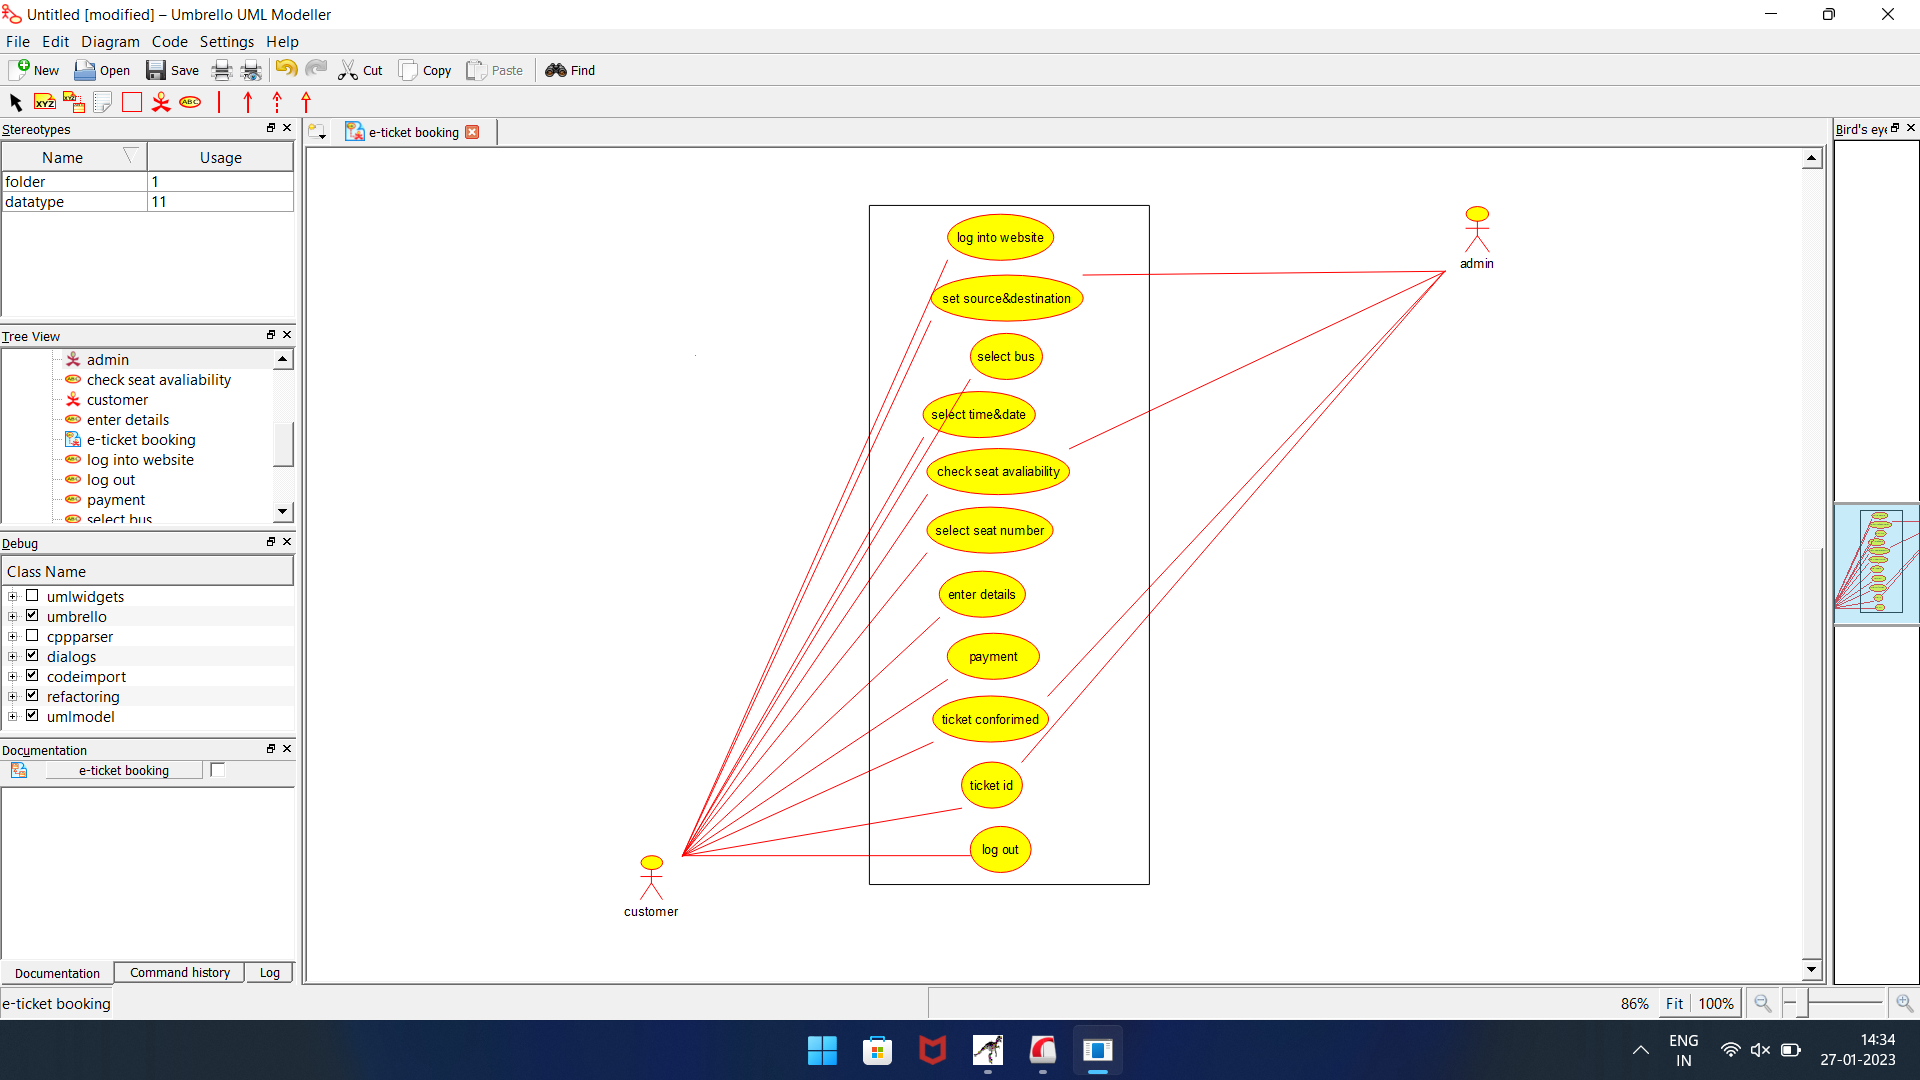 Untitled [modified] – Umbrello UML Modeller
File Edit Diagram Code Settings Help
New Open Save Cut Copy Paste Find
XYZ XYZ ABC
Stereotypes
Name Usage
folder 1
datatype 11
Tree View
admin
check seat avaliability
customer
enter details
e-ticket booking
log into website
log out
payment
select bus
Debug
Class Name
umlwidgets
umbrello
cppparser
dialogs
codeimport
refactoring
umlmodel
Documentation
e-ticket booking
Documentation Command history Log
e-ticket booking
e-ticket booking
log into website
set source&destination
select bus
select time&date
check seat avaliability
select seat number
enter details
payment
ticket conforimed
ticket id
log out
admin
customer
Bird's eye
86% Fit 100%
ENG
IN
14:34
27-01-2023